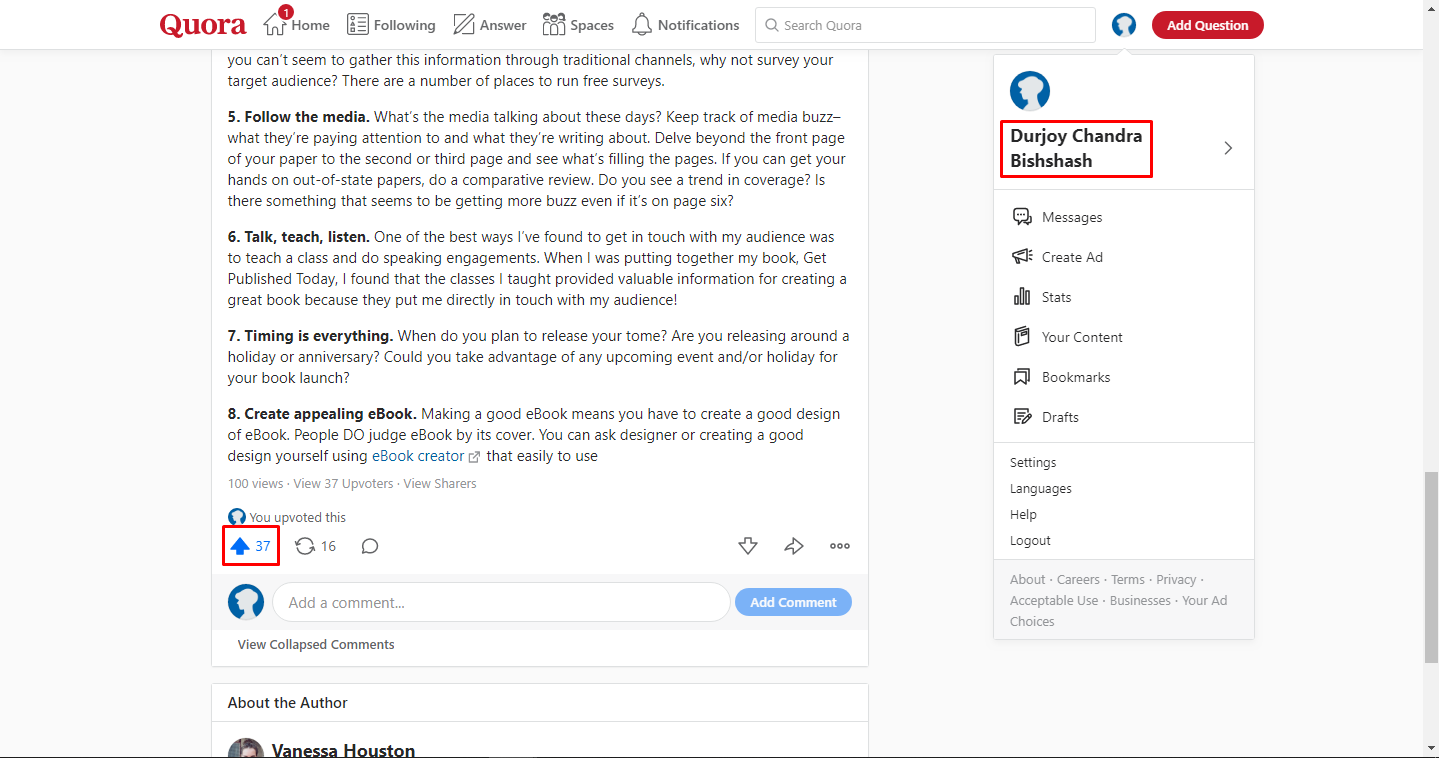 Quora
1
Home
Following
Answer
Spaces
Notifications
Search Quora
Add Question
you can’t seem to gather this information through traditional channels, why not survey your
target audience? There are a number of places to run free surveys.
5. Follow the media. What’s the media talking about these days? Keep track of media buzz–
what they’re paying attention to and what they’re writing about. Delve beyond the front page
of your paper to the second or third page and see what’s filling the pages. If you can get your
hands on out-of-state papers, do a comparative review. Do you see a trend in coverage? Is
there something that seems to be getting more buzz even if it’s on page six?
6. Talk, teach, listen. One of the best ways I’ve found to get in touch with my audience was
to teach a class and do speaking engagements. When I was putting together my book, Get
Published Today, I found that the classes I taught provided valuable information for creating a
great book because they put me directly in touch with my audience!
7. Timing is everything. When do you plan to release your tome? Are you releasing around a
holiday or anniversary? Could you take advantage of any upcoming event and/or holiday for
your book launch?
8. Create appealing eBook. Making a good eBook means you have to create a good design
of eBook. People DO judge eBook by its cover. You can ask designer or creating a good
design yourself using eBook creator that easily to use
100 views · View 37 Upvoters · View Sharers
You upvoted this
37
16
Add a comment...
Add Comment
View Collapsed Comments
About the Author
Vanessa Houston
Durjoy Chandra
Bishshash
Messages
Create Ad
Stats
Your Content
Bookmarks
Drafts
Settings
Languages
Help
Logout
About · Careers · Terms · Privacy ·
Acceptable Use · Businesses · Your Ad
Choices